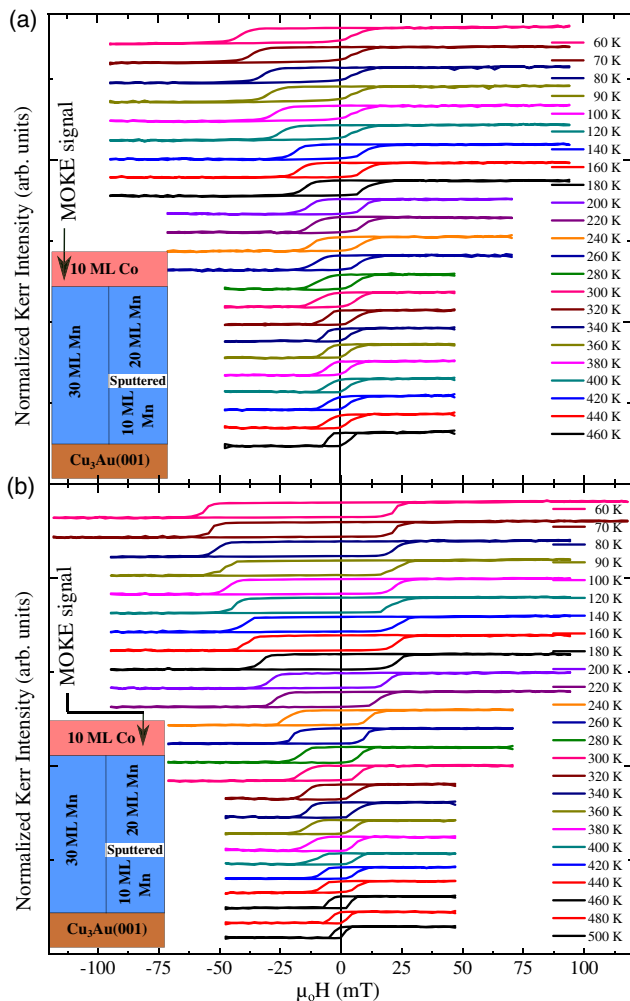 (a)
Normalized Kerr Intensity (arb. units)
MOKE signal
10 ML Co
30 ML Mn
20 ML Mn
Sputtered
10 ML
Mn
Cu₃Au(001)
60 K
70 K
80 K
90 K
100 K
120 K
140 K
160 K
180 K
200 K
220 K
240 K
260 K
280 K
300 K
320 K
340 K
360 K
380 K
400 K
420 K
440 K
460 K
(b)
Normalized Kerr Intensity (arb. units)
MOKE signal
10 ML Co
30 ML Mn
20 ML Mn
Sputtered
10 ML
Mn
Cu₃Au(001)
60 K
70 K
80 K
90 K
100 K
120 K
140 K
160 K
180 K
200 K
220 K
240 K
260 K
280 K
300 K
320 K
340 K
360 K
380 K
400 K
420 K
440 K
460 K
480 K
500 K
-100 -75 -50 -25 0 25 50 75 100
μₒH (mT)